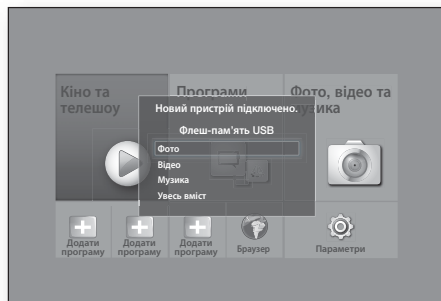 Кіно та
телешоу
Програми
Фото, відео та
музика
Новий пристрій підключено.
Флеш-пам'ять USB
Фото
Відео
Музика
Увесь вміст
Додати
програму
Додати
програму
Додати
програму
Браузер
Параметри